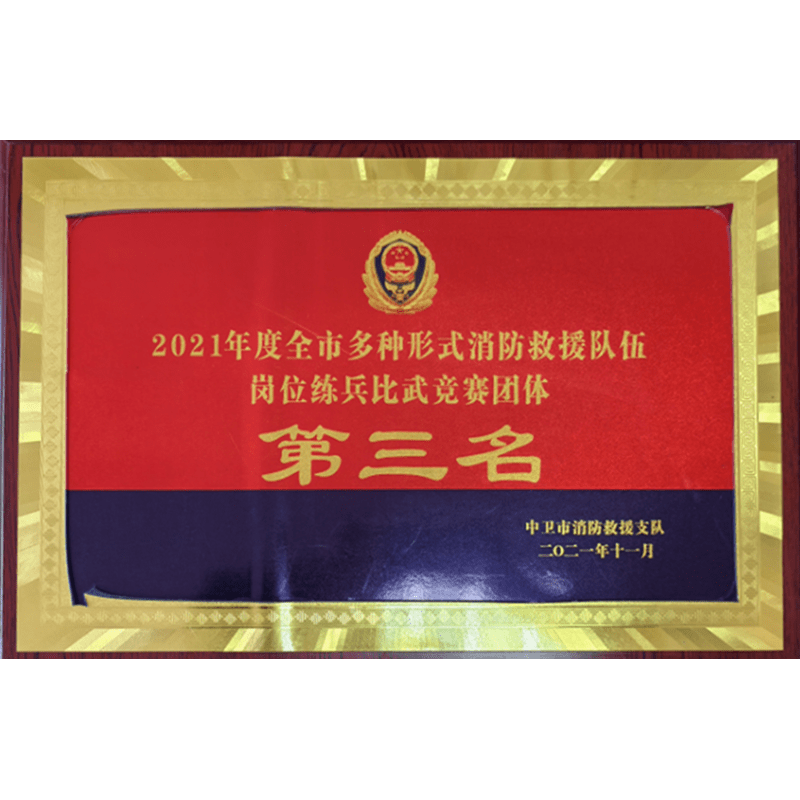 2021年度全市多种形式消防救援队伍
岗位练兵比武竞赛团体
第三名
中卫市消防救援支队
二〇二一年十一月